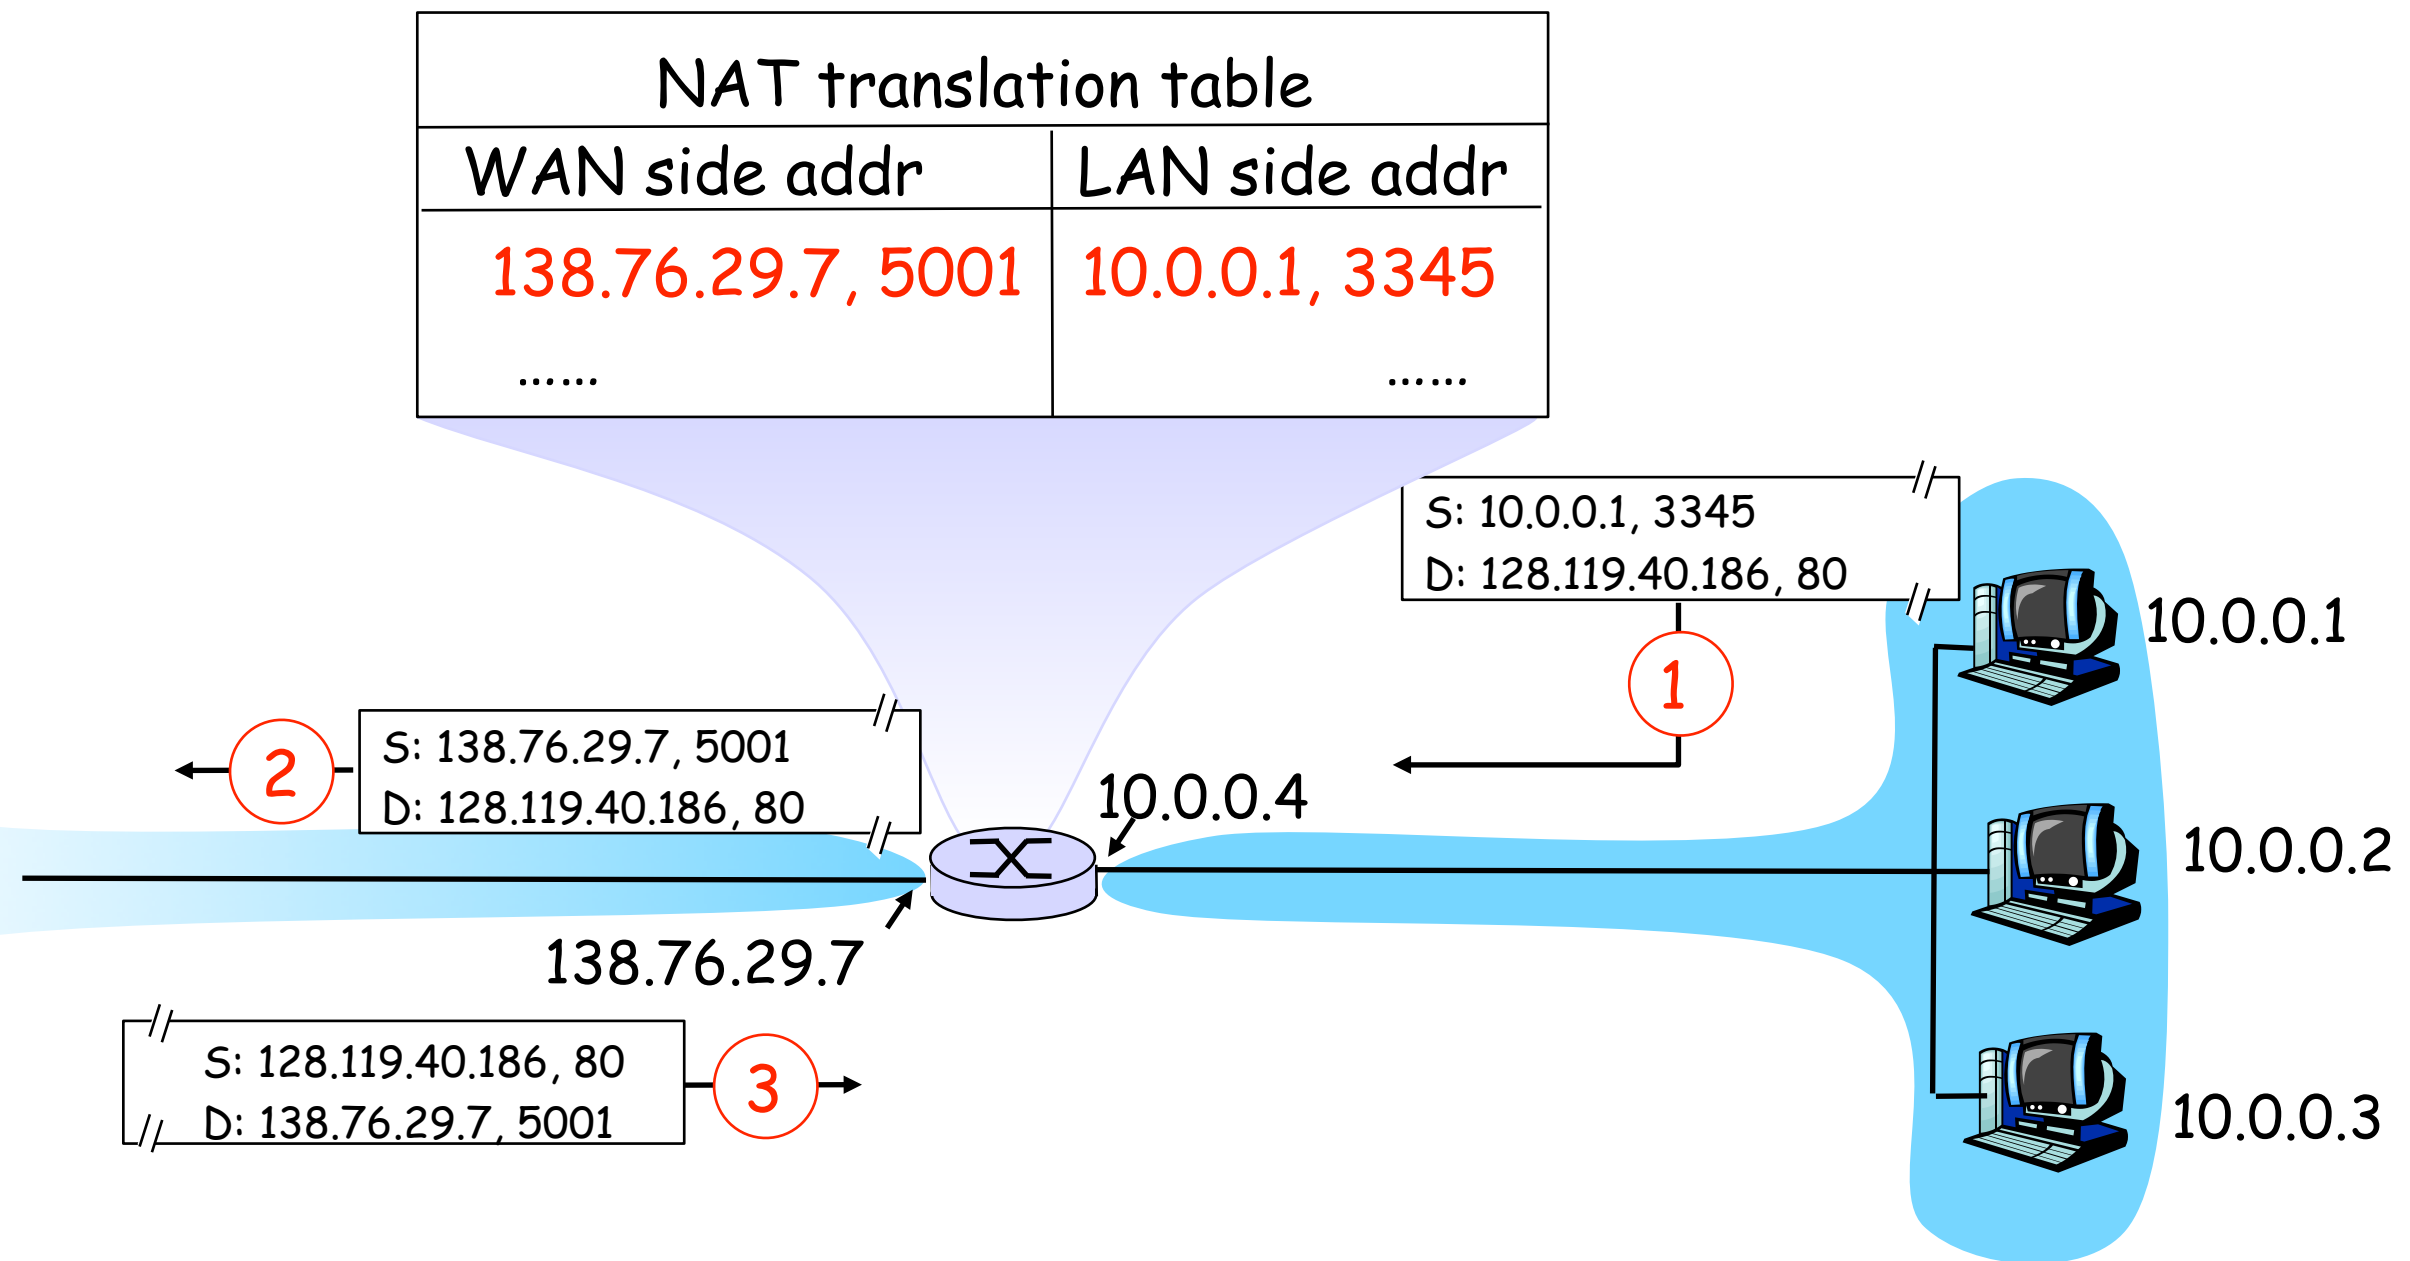 NAT translation table
WAN side addr LAN side addr
138.76.29.7, 5001 10.0.0.1, 3345
...... ......
S: 10.0.0.1, 3345
D: 128.119.40.186, 80
10.0.0.1
1
2
S: 138.76.29.7, 5001
D: 128.119.40.186, 80
10.0.0.4
10.0.0.2
138.76.29.7
S: 128.119.40.186, 80
D: 138.76.29.7, 5001
3
10.0.0.3